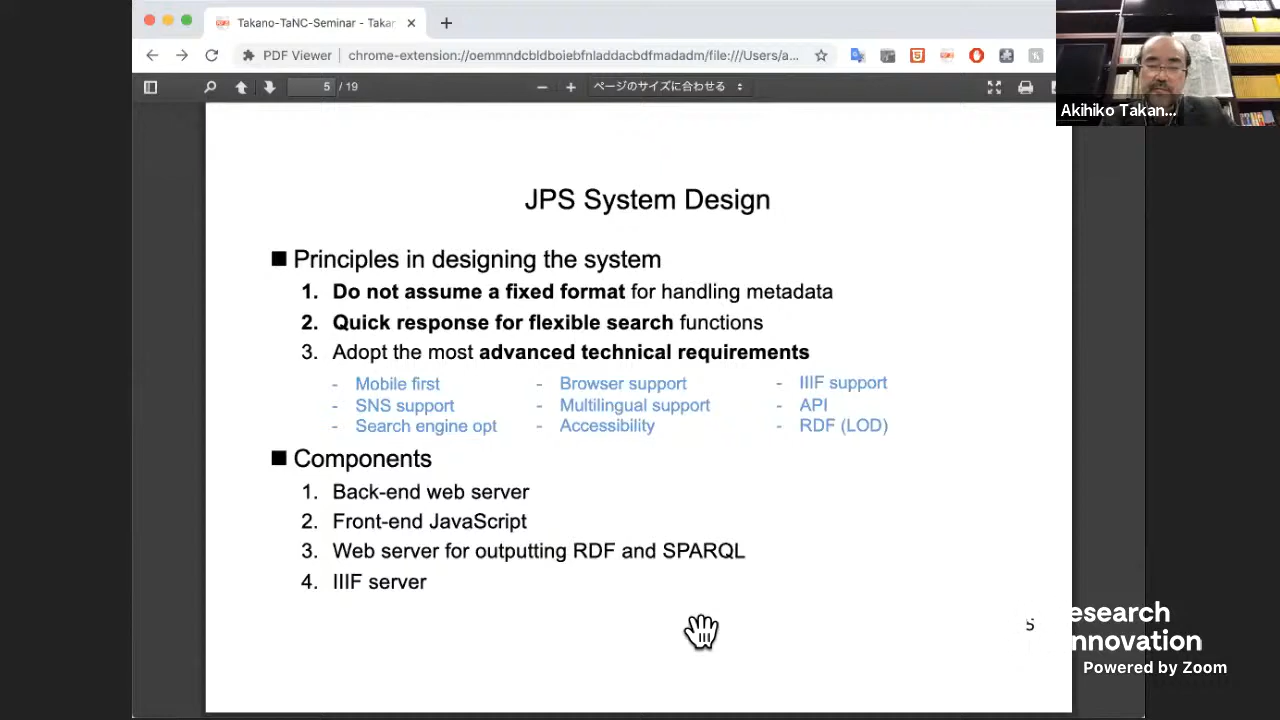 Takano-TaNC-Seminar - Takar
PDF Viewer
chrome-extension://oemmndcbldboiebfnladdacbdfmadadm/file:///Users/a...
5 / 19
ページのサイズに合わせる
Akihiko Takan...
JPS System Design
Principles in designing the system
1. Do not assume a fixed format for handling metadata
2. Quick response for flexible search functions
3. Adopt the most advanced technical requirements
- Mobile first - Browser support - IIIF support
- SNS support - Multilingual support - API
- Search engine opt - Accessibility - RDF (LOD)
Components
1. Back-end web server
2. Front-end JavaScript
3. Web server for outputting RDF and SPARQL
4. IIIF server
5
esearch
nnovation
Powered by Zoom